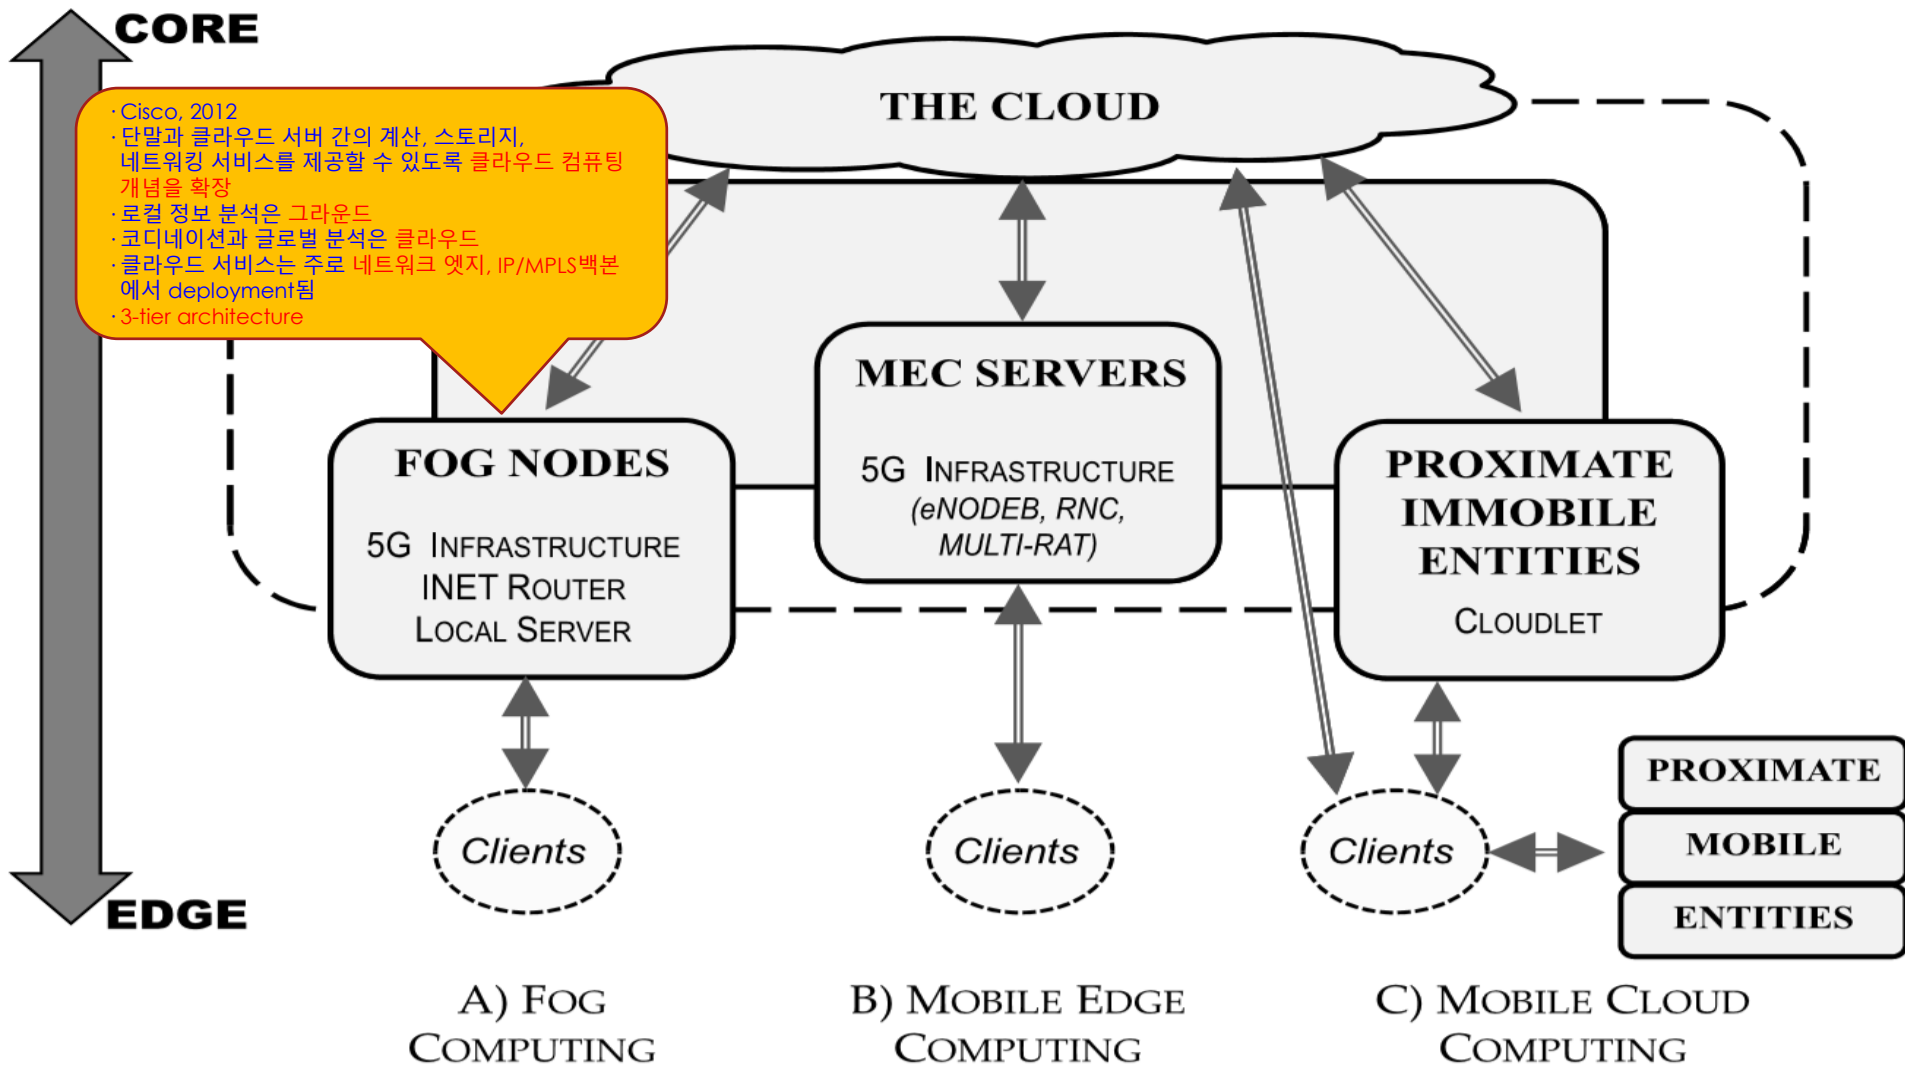 CORE
THE CLOUD
· Cisco, 2012
· 단말과 클라우드 서버 간의 계산, 스토리지,
네트워킹 서비스를 제공할 수 있도록 클라우드 컴퓨팅
개념을 확장
· 로컬 정보 분석은 그라운드
· 코디네이션과 글로벌 분석은 클라우드
· 클라우드 서비스는 주로 네트워크 엣지, IP/MPLS백본
에서 deployment됨
· 3-tier architecture
FOG NODES
5G INFRASTRUCTURE
INET ROUTER
LOCAL SERVER
MEC SERVERS
5G INFRASTRUCTURE
(eNODEB, RNC,
MULTI-RAT)
PROXIMATE
IMMOBILE
ENTITIES
CLOUDLET
Clients
Clients
Clients
PROXIMATE
MOBILE
ENTITIES
EDGE
A) FOG
COMPUTING
B) MOBILE EDGE
COMPUTING
C) MOBILE CLOUD
COMPUTING